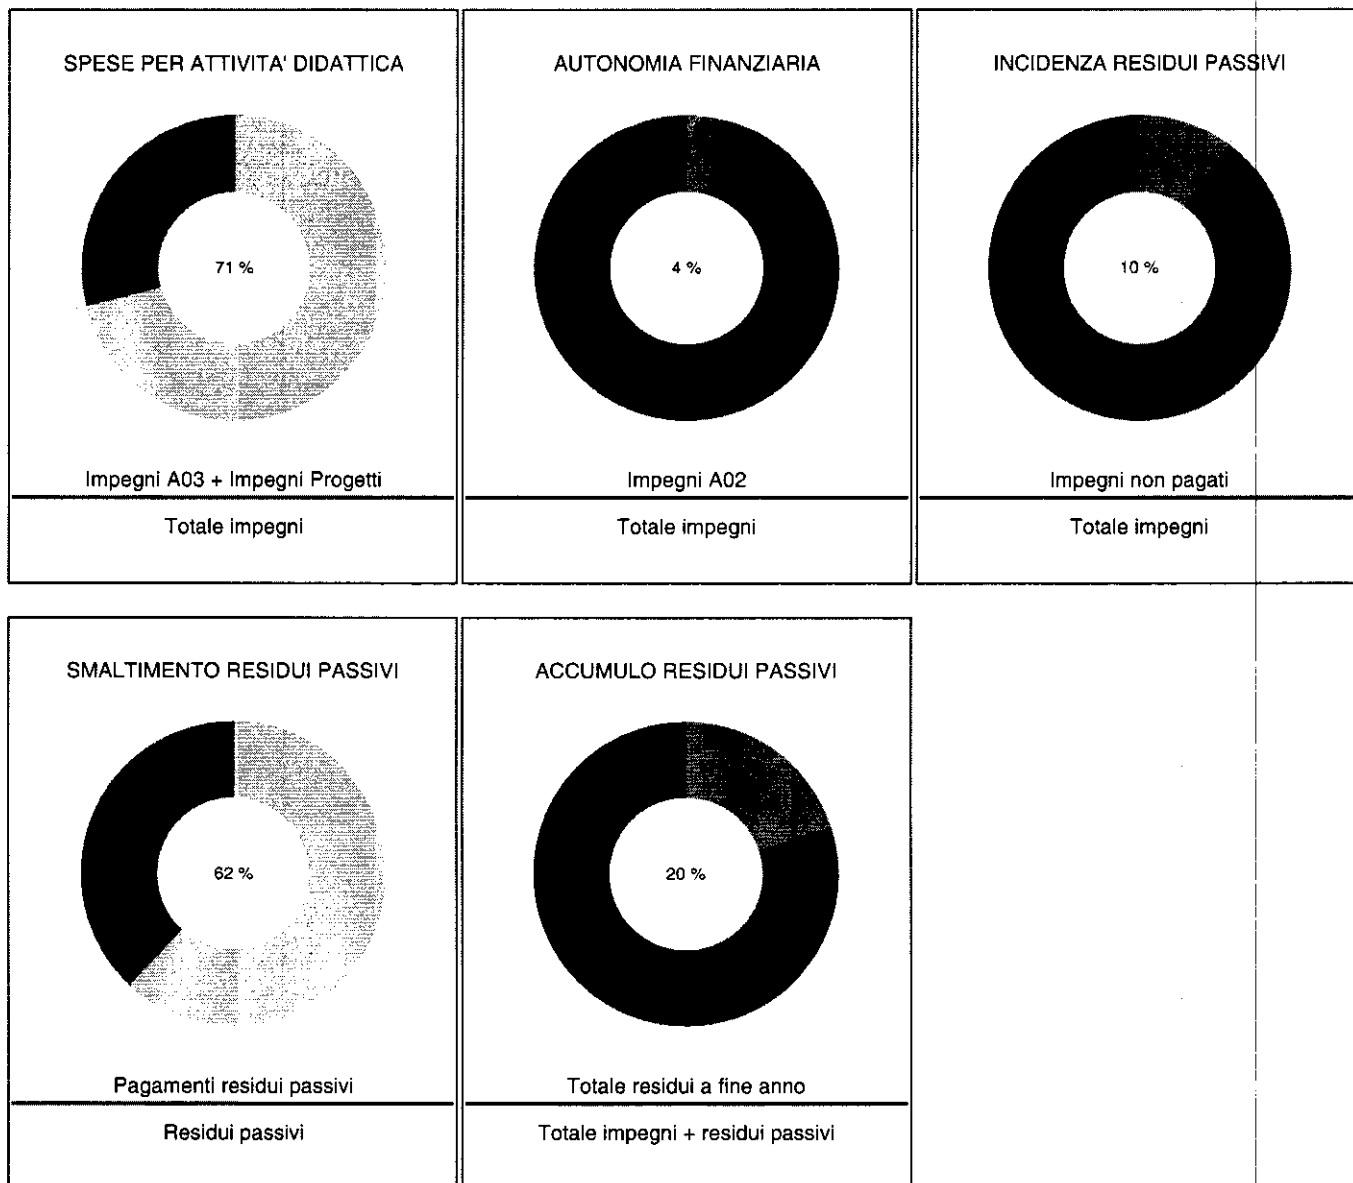 SPESE PER ATTIVITA' DIDATTICA
71 %
Impegni A03 + Impegni Progetti
Totale impegni
AUTONOMIA FINANZIARIA
4 %
Impegni A02
Totale impegni
INCIDENZA RESIDUI PASSIVI
10 %
Impegni non pagati
Totale impegni
SMALTIMENTO RESIDUI PASSIVI
62 %
Pagamenti residui passivi
Residui passivi
ACCUMULO RESIDUI PASSIVI
20 %
Totale residui a fine anno
Totale impegni + residui passivi